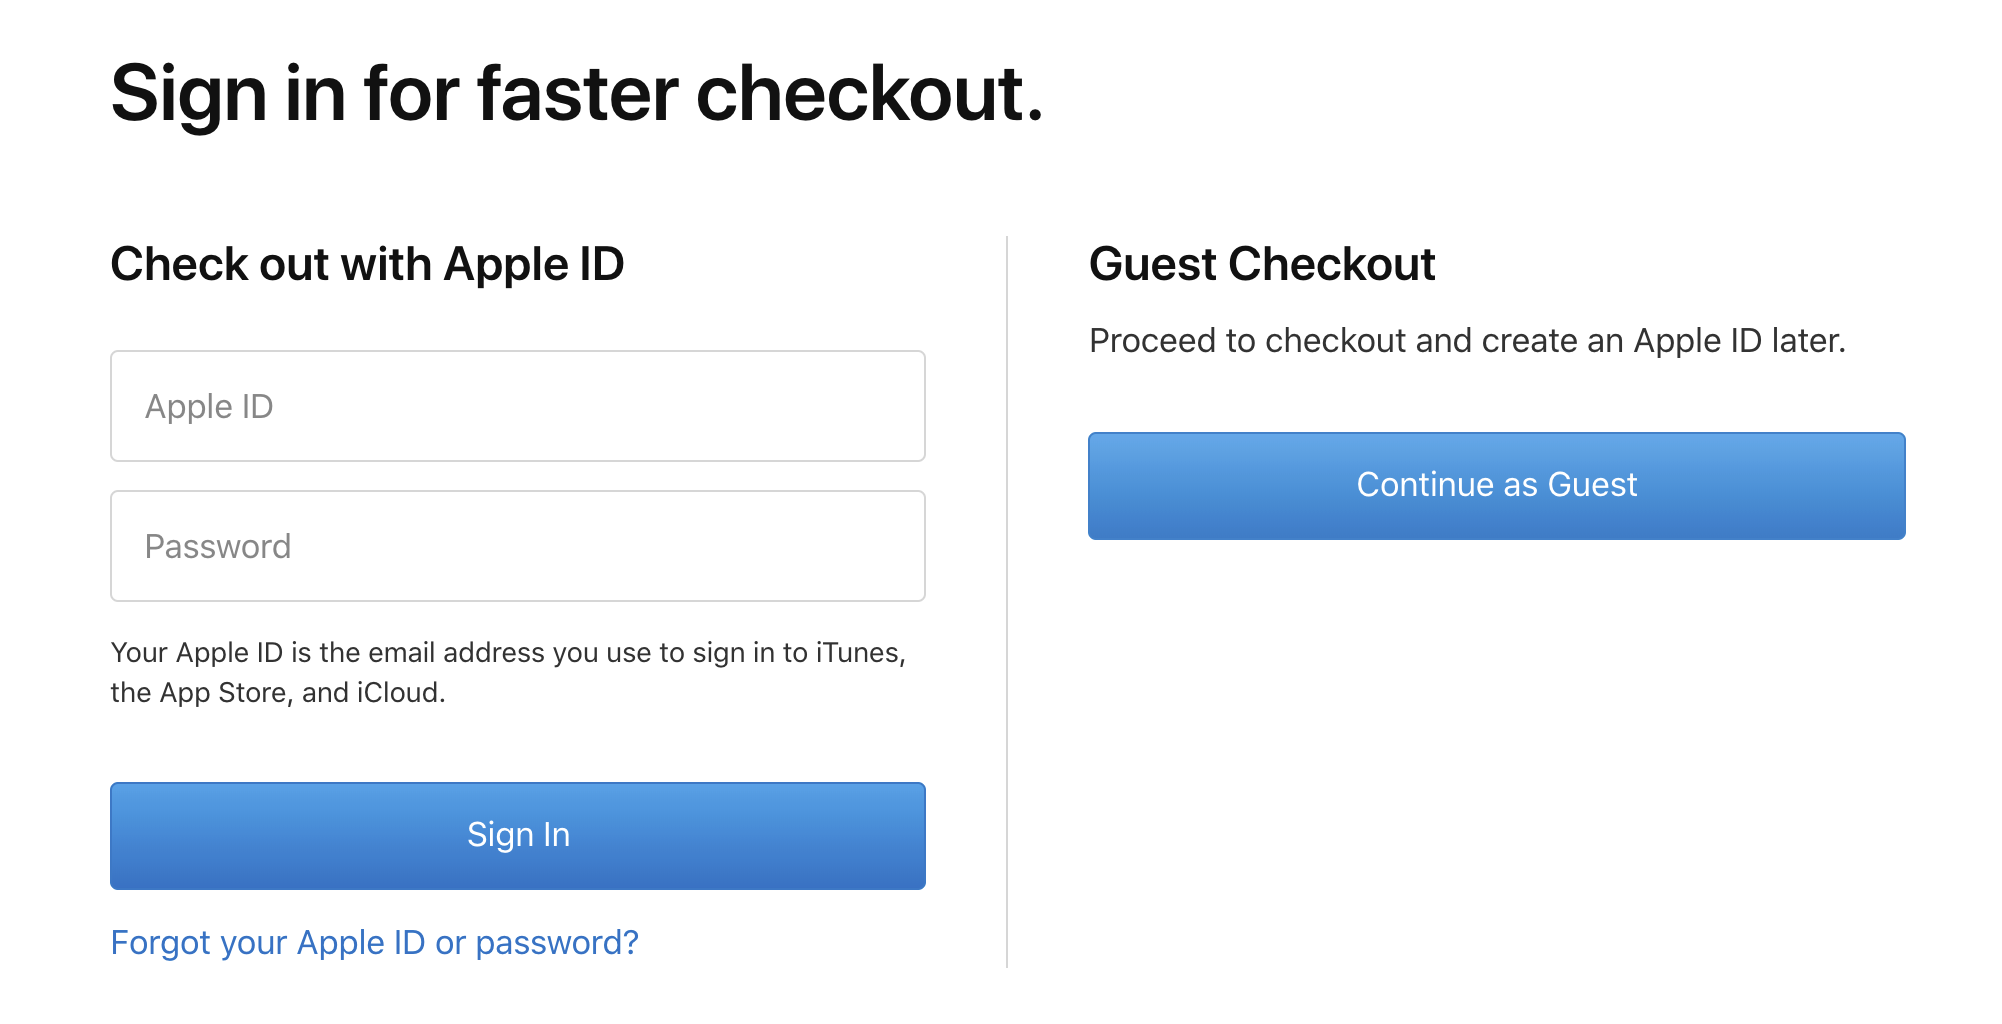 Sign in for faster checkout.
Check out with Apple ID
Apple ID
Password
Your Apple ID is the email address you use to sign in to iTunes,
the App Store, and iCloud.
Sign In
Forgot your Apple ID or password?
Guest Checkout
Proceed to checkout and create an Apple ID later.
Continue as Guest